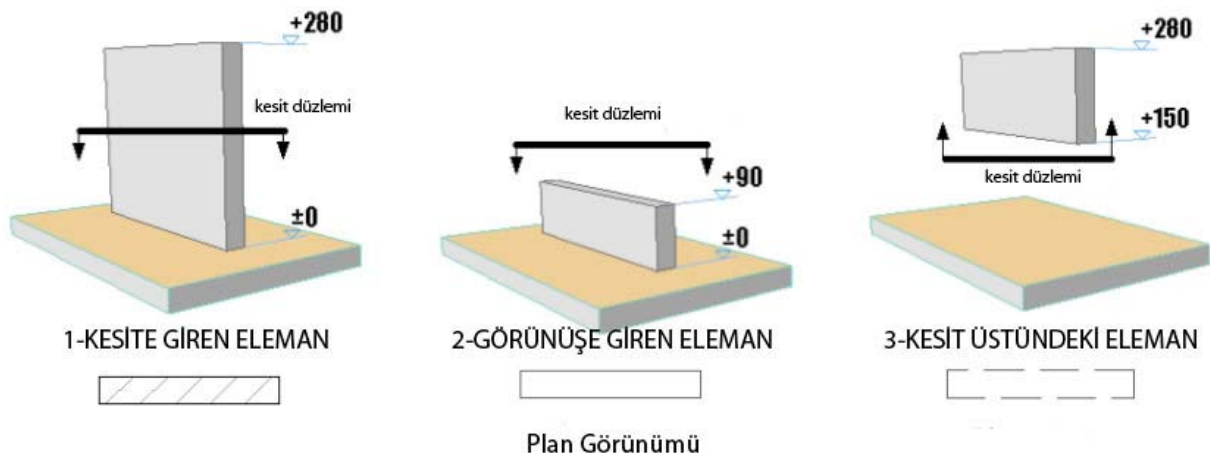 +280
kesit düzlemi
±0
1-KESİTE GİREN ELEMAN
kesit düzlemi
+90
±0
2-GÖRÜNÜŞE GİREN ELEMAN
+280
+150
kesit düzlemi
3-KESİT ÜSTÜNDEKİ ELEMAN
Plan Görünümü